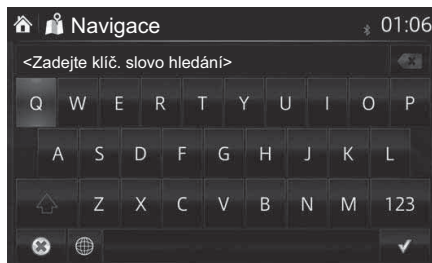 Navigace 01:06
<Zadejte klíč. slovo hledání>
Q W E R T Y U I O P
A S D F G H J K L
Z X C V B N M 123